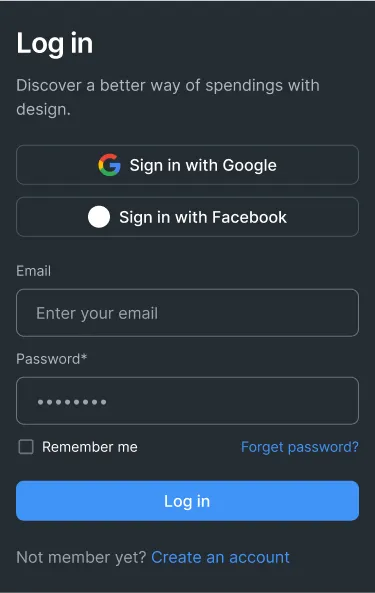 Log in
Discover a better way of spendings with
design.
Sign in with Google
Sign in with Facebook
Email
Enter your email
Password*
Remember me
Forget password?
Log in
Not member yet? Create an account